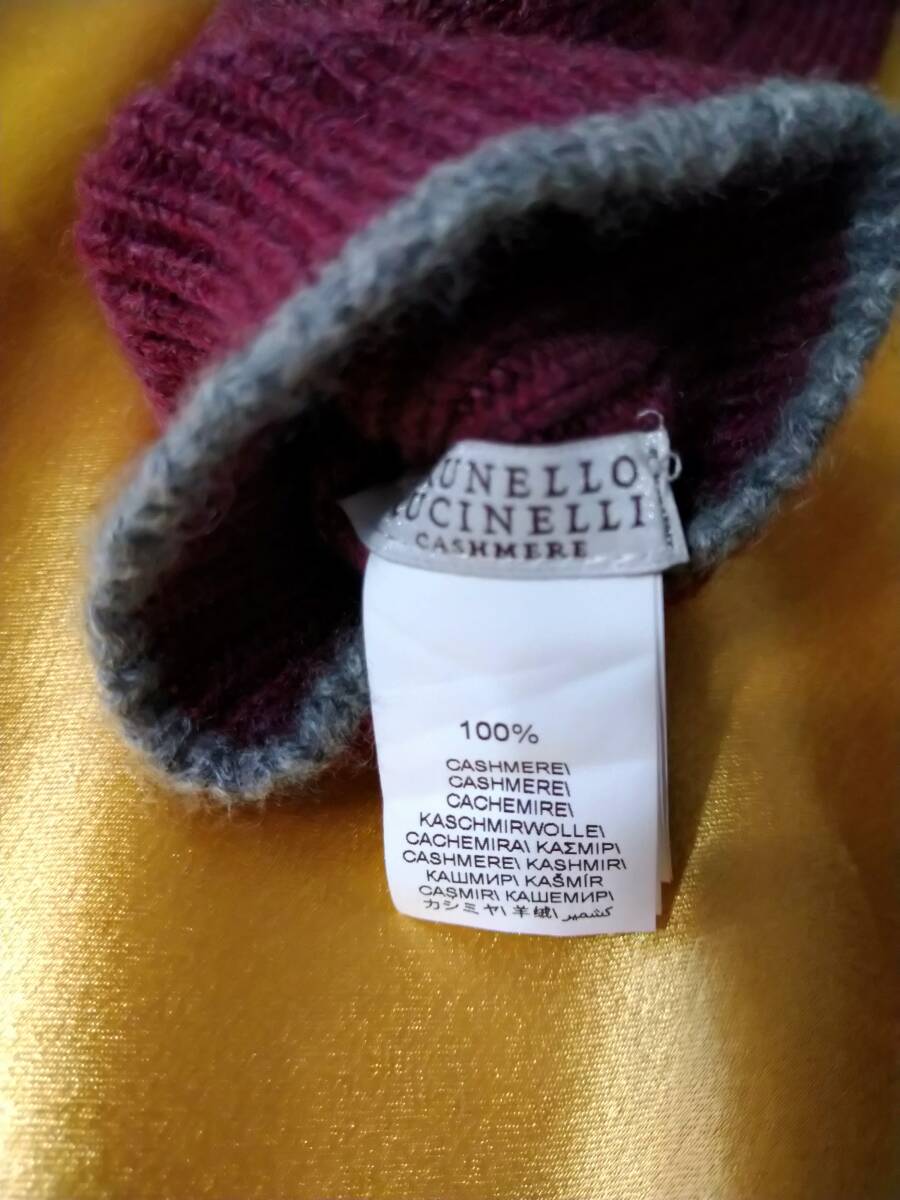 RUNELLO
UCINELLI
CASHMERE
100%
CASHMERE\
CASHMERE\
CACHEMIRE\
KASCHMIRWOLLE\
CACHEMIRA\ ΚΑΣΜΙΡ\
CASHMERE\ KASHMIR\
КАШМИР\ KAŠMÍR
CAŞMIR\ КАШЕМИР\
カシミヤ\ 羊绒\ كشمير